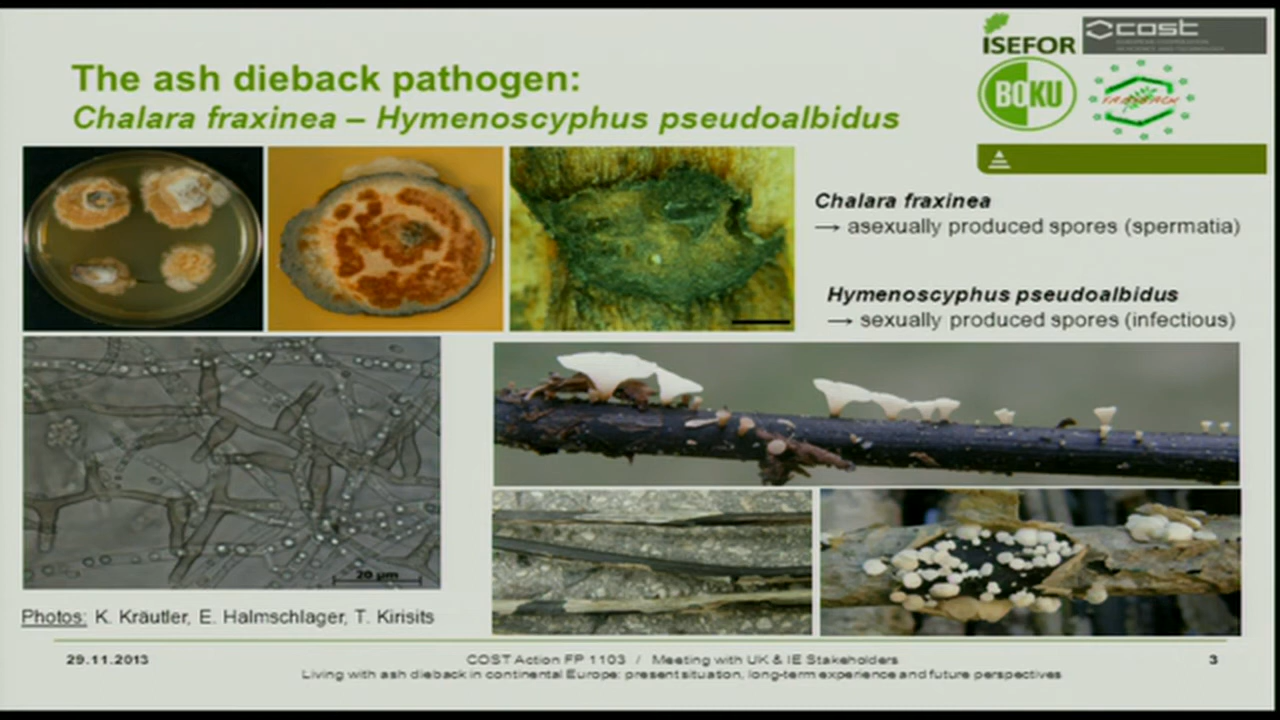 ISEFOR
cost
BOKU
The ash dieback pathogen:
Chalara fraxinea – Hymenoscyphus pseudoalbidus
Chalara fraxinea
→ asexually produced spores (spermatia)
Hymenoscyphus pseudoalbidus
→ sexually produced spores (infectious)
20 µm
Photos: K. Kräutler, E. Halmschlager, T. Kirisits
29.11.2013
COST Action FP 1103 / Meeting with UK & IE Stakeholders
3
Living with ash dieback in continental Europe: present situation, long-term experience and future perspectives